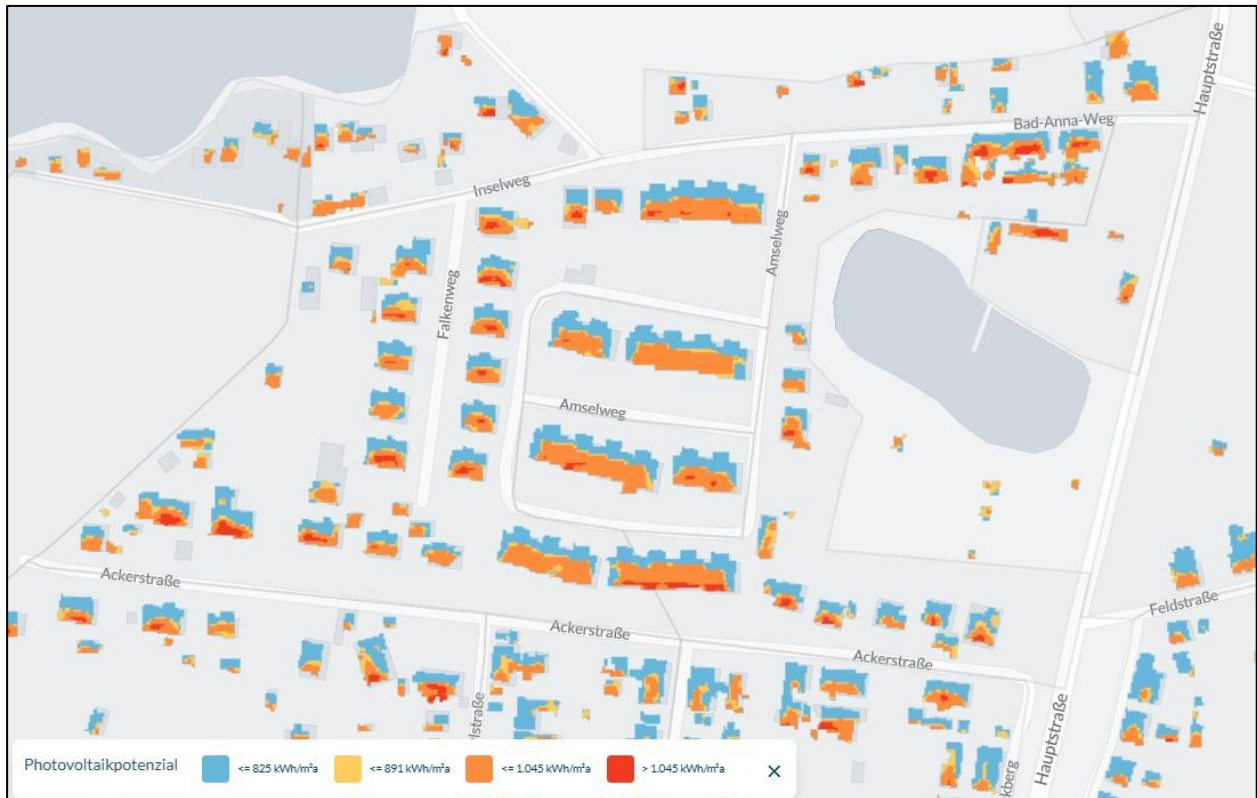 Hauptstraße
Bad-Anna-Weg
Inselweg
Amselweg
Falkenweg
Amselweg
Ackerstraße
Feldstraße
Ackerstraße
Ackerstraße
Hauptstraße
Photovoltaikpotenzial
<= 825 kWh/m²a
<= 891 kWh/m²a
<= 1.045 kWh/m²a
> 1.045 kWh/m²a